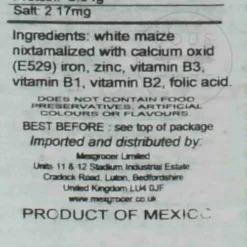 Salt: 2 17mg
Ingredients: white maize
nixtamalized with calcium oxid
(E529) iron, zinc, vitamin B3,
vitamin B1, vitamin B2, folic acid.
DOES NOT CONTAIN FOOD
PRESERVATIVES, ARTIFICIAL
COLOURS OR FLAVOURS
BEST BEFORE : see top of package
Imported and distributed by:
Mexgrocer Limited
Units 11 & 12 Stadium Industrial Estate
Cradock Road, Luton, Bedfordshire
United Kingdom LU4 0JF
www.mexgrocer.co.uk
PRODUCT OF MEXICO